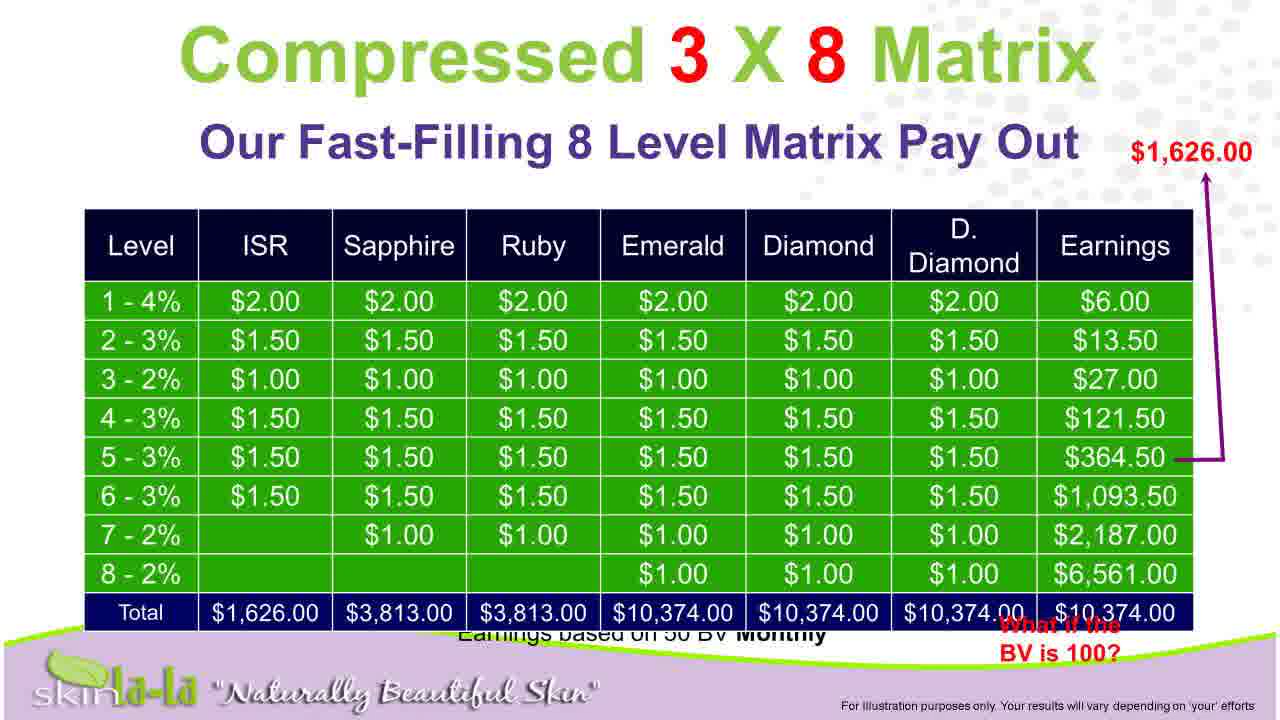 Compressed 3 X 8 Matrix
Our Fast-Filling 8 Level Matrix Pay Out
$1,626.00
Level ISR Sapphire Ruby Emerald Diamond D. Diamond Earnings
1 - 4% $2.00 $2.00 $2.00 $2.00 $2.00 $2.00 $6.00
2 - 3% $1.50 $1.50 $1.50 $1.50 $1.50 $1.50 $13.50
3 - 2% $1.00 $1.00 $1.00 $1.00 $1.00 $1.00 $27.00
4 - 3% $1.50 $1.50 $1.50 $1.50 $1.50 $1.50 $121.50
5 - 3% $1.50 $1.50 $1.50 $1.50 $1.50 $1.50 $364.50
6 - 3% $1.50 $1.50 $1.50 $1.50 $1.50 $1.50 $1,093.50
7 - 2% $1.00 $1.00 $1.00 $1.00 $1.00 $2,187.00
8 - 2% $1.00 $1.00 $1.00 $6,561.00
Total $1,626.00 $3,813.00 $3,813.00 $10,374.00 $10,374.00 $10,374.00 $10,374.00
Earnings based on 50 BV Monthly
What if the
BV is 100?
skinla-la "Naturally Beautiful Skin"
For Illustration purposes only. Your results will vary depending on 'your' efforts